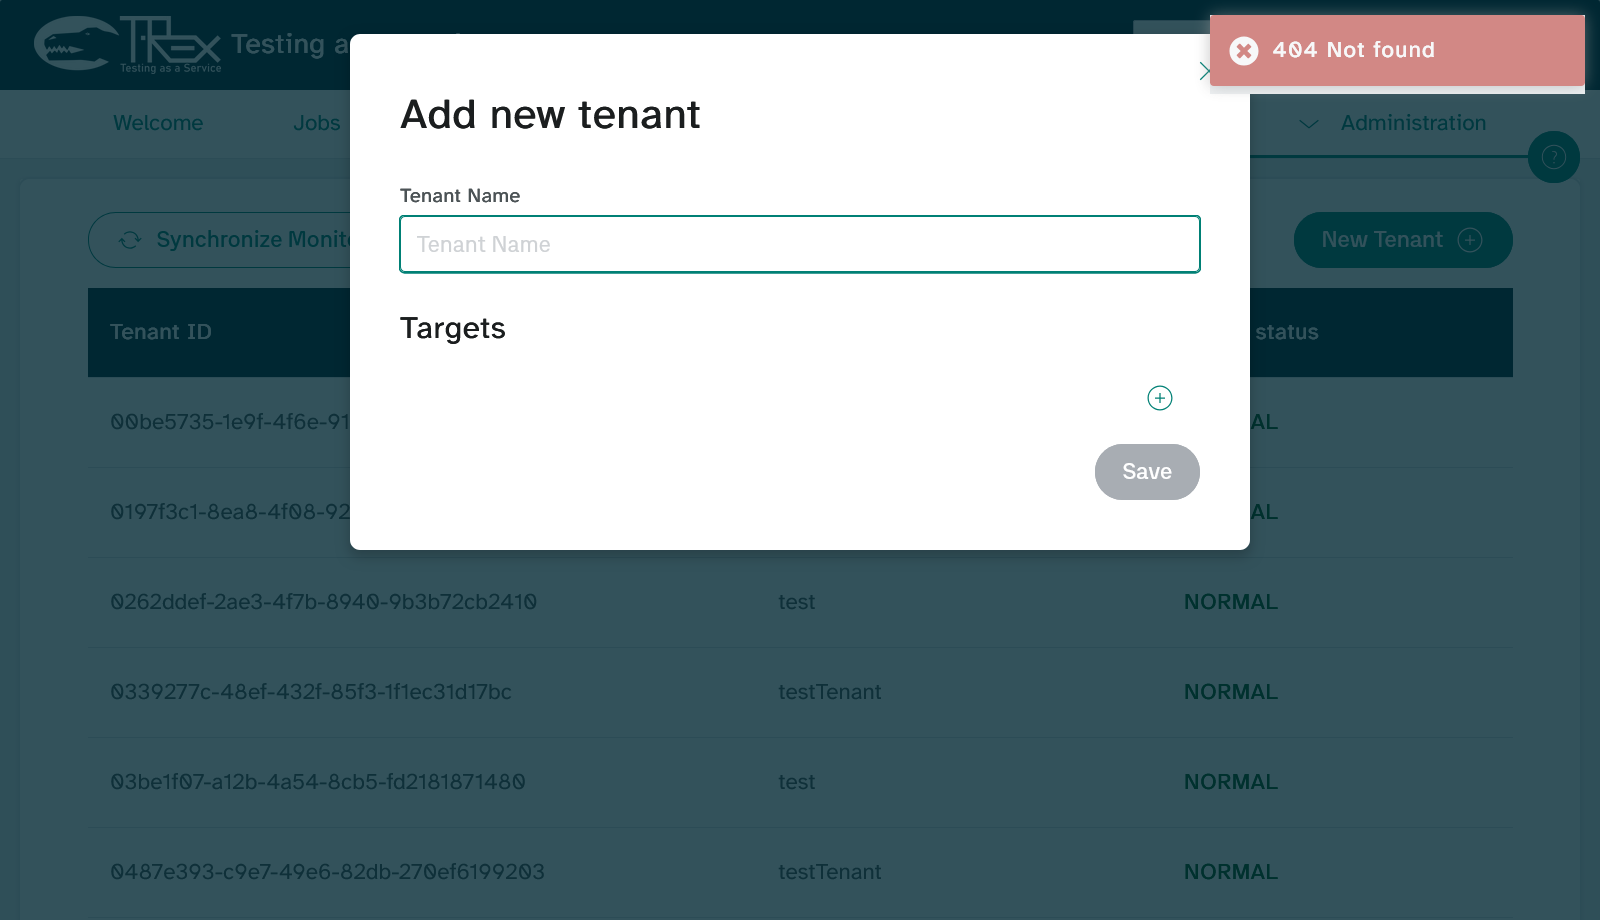 T-Rex
Testing as a Service
Testing a
404 Not found
Welcome
Jobs
Administration
Add new tenant
Tenant Name
Tenant Name
Synchronize
New Tenant
Targets
Tenant ID
status
Save
00be5735-1e9f-4f6e-91
AL
0197f3c1-8ea8-4f08-92
AL
0262ddef-2ae3-4f7b-8940-9b3b72cb2410
test
NORMAL
0339277c-48ef-432f-85f3-1f1ec31d17bc
testTenant
NORMAL
03be1f07-a12b-4a54-8cb5-fd2181871480
test
NORMAL
0487e393-c9e7-49e6-82db-270ef6199203
testTenant
NORMAL